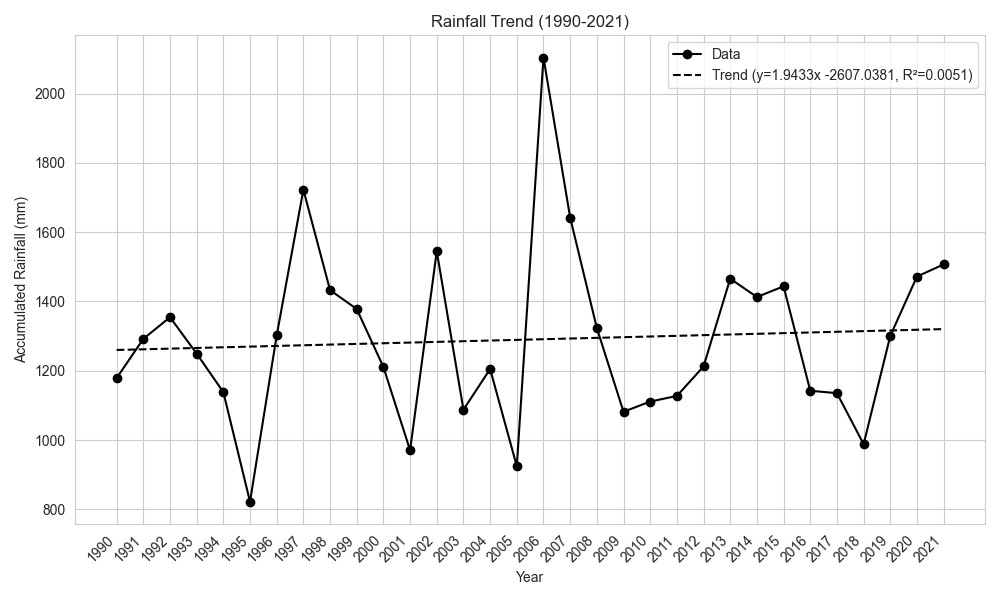 Rainfall Trend (1990-2021)
Data
Trend (y=1.9433x -2607.0381, R²=0.0051)
Accumulated Rainfall (mm)
2000
1800
1600
1400
1200
1000
800
1990 1991 1992 1993 1994 1995 1996 1997 1998 1999 2000 2001 2002 2003 2004 2005 2006 2007 2008 2009 2010 2011 2012 2013 2014 2015 2016 2017 2018 2019 2020 2021
Year